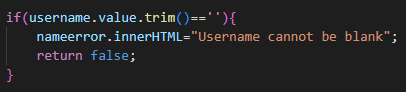 if(username.value.trim()==''){
    nameerror.innerHTML="Username cannot be blank";
    return false;
}